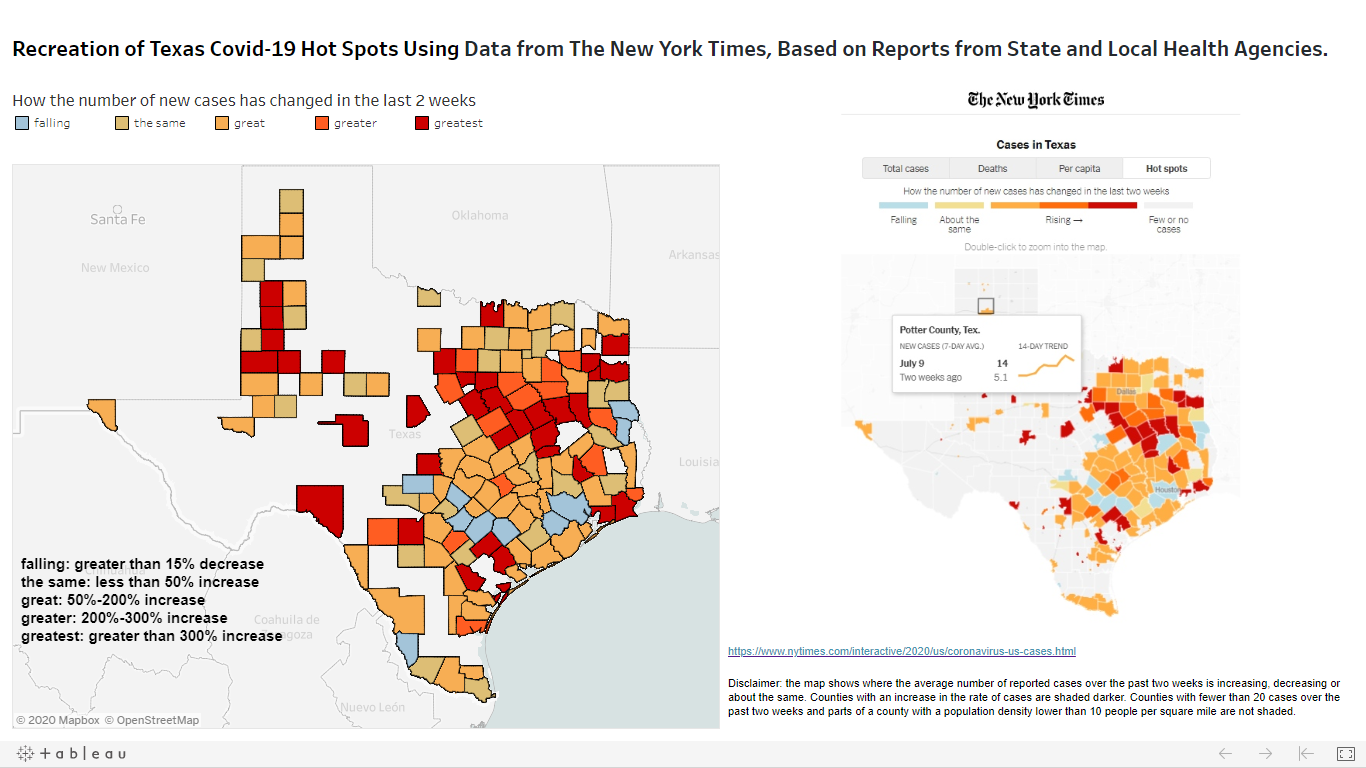 Recreation of Texas Covid-19 Hot Spots Using Data from The New York Times, Based on Reports from State and Local Health Agencies.
How the number of new cases has changed in the last 2 weeks
falling
the same
great
greater
greatest
Santa Fe
New Mexico
Oklahoma
Arkansas
Texas
Louisia
falling: greater than 15% decrease
the same: less than 50% increase
great: 50%-200% increase
greater: 200%-300% increase
greatest: greater than 300% increase
Coahuila de
goza
Nuevo León
© 2020 Mapbox © OpenStreetMap
The New York Times
Cases in Texas
Total cases
Deaths
Per capita
Hot spots
How the number of new cases has changed in the last two weeks
Falling
About the
same
Rising →
Few or no
cases
Double-click to zoom into the map.
Potter County, Tex.
NEW CASES (7-DAY AVG.)
14-DAY TREND
July 9
14
Two weeks ago
5.1
Dallas
Houston
https://www.nytimes.com/interactive/2020/us/coronavirus-us-cases.html
Disclaimer: the map shows where the average number of reported cases over the past two weeks is increasing, decreasing or
about the same. Counties with an increase in the rate of cases are shaded darker. Counties with fewer than 20 cases over the
past two weeks and parts of a county with a population density lower than 10 people per square mile are not shaded.
+ableau